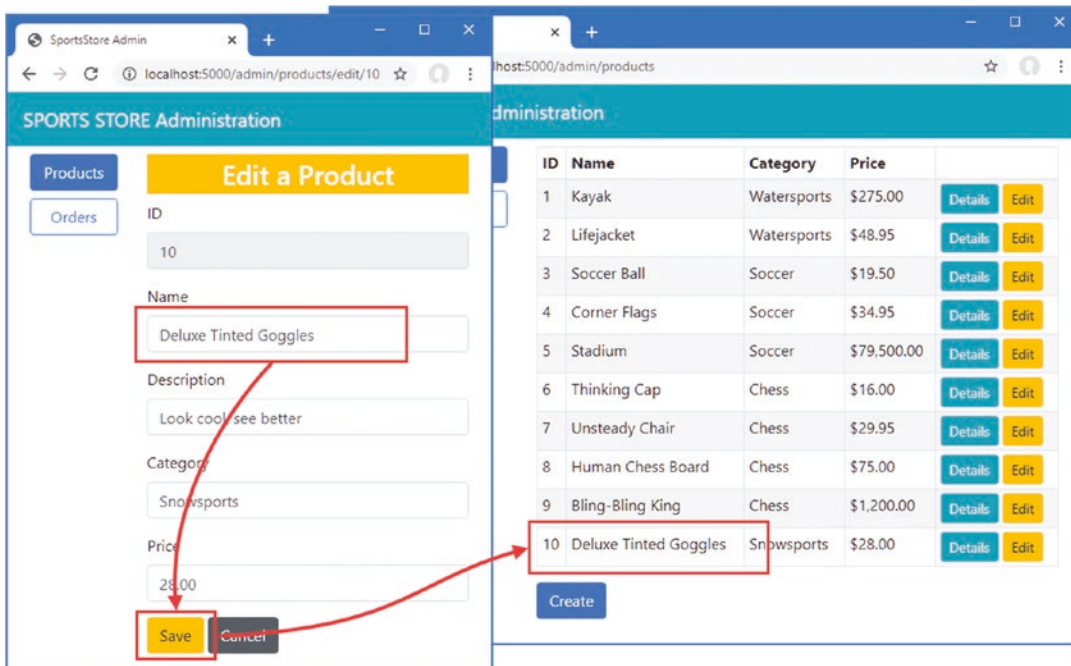 SportsStore Admin
localhost:5000/admin/products/edit/10
SPORTS STORE Administration
Products
Orders
Edit a Product
ID
10
Name
Deluxe Tinted Goggles
Description
Look cool see better
Category
Snowsports
Price
28.00
Save Cancel
lhost:5000/admin/products
dministration
ID Name Category Price
1 Kayak Watersports $275.00 Details Edit
2 Lifejacket Watersports $48.95 Details Edit
3 Soccer Ball Soccer $19.50 Details Edit
4 Corner Flags Soccer $34.95 Details Edit
5 Stadium Soccer $79,500.00 Details Edit
6 Thinking Cap Chess $16.00 Details Edit
7 Unsteady Chair Chess $29.95 Details Edit
8 Human Chess Board Chess $75.00 Details Edit
9 Bling-Bling King Chess $1,200.00 Details Edit
10 Deluxe Tinted Goggles Snowsports $28.00 Details Edit
Create